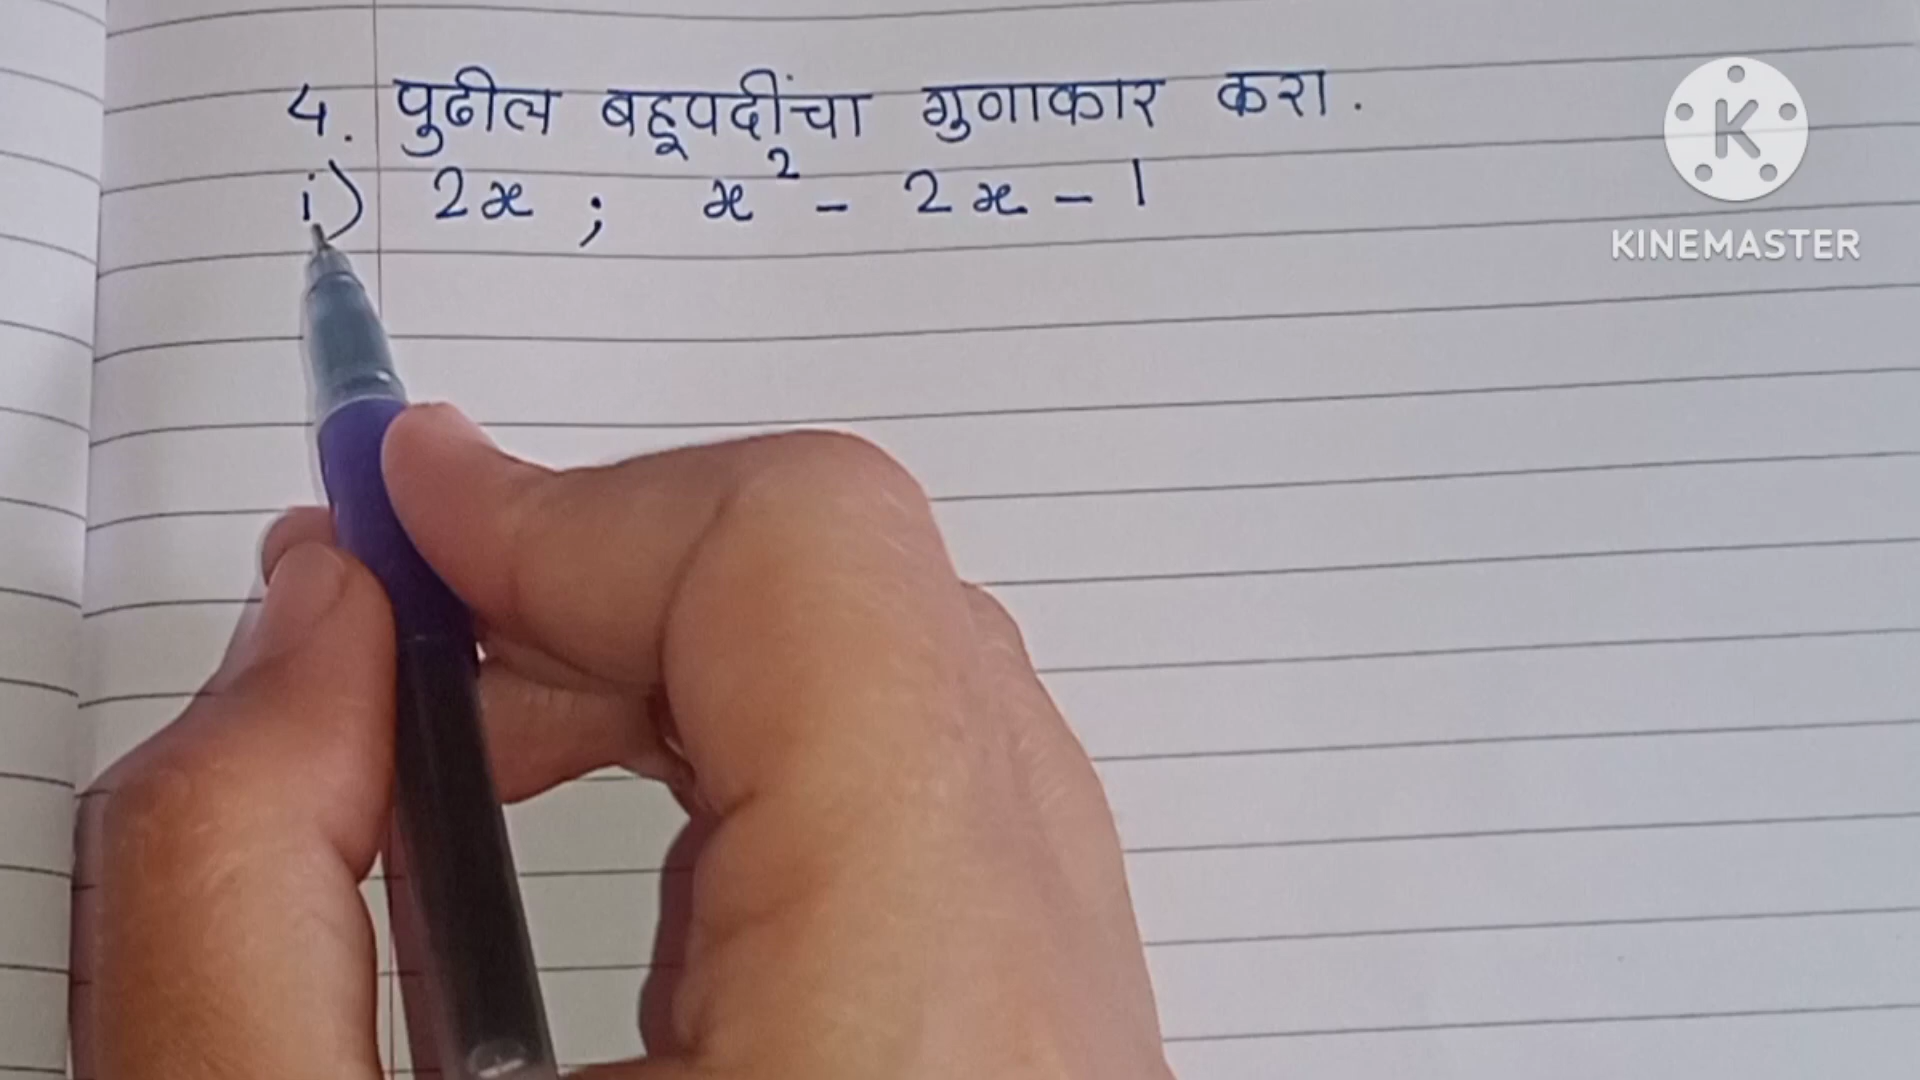 4. पुढील बहूपदींचा गुणाकार करा.
i) 2x ; x² - 2x - 1
K
KINEMASTER